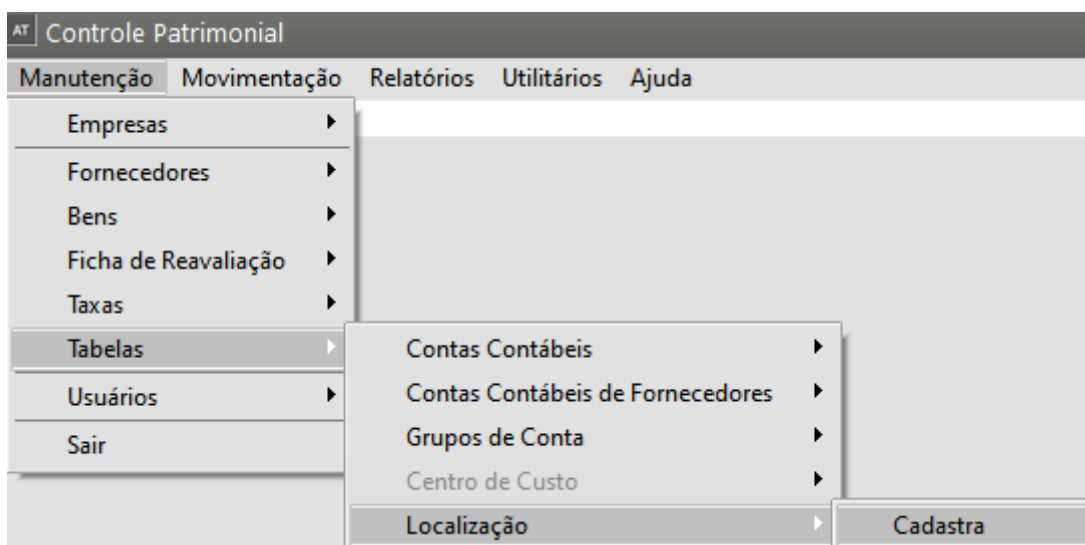 AT Controle Patrimonial
Manutenção Movimentação Relatórios Utilitários Ajuda
Empresas
Fornecedores
Bens
Ficha de Reavaliação
Taxas
Tabelas
Usuários
Sair
Contas Contábeis
Contas Contábeis de Fornecedores
Grupos de Conta
Centro de Custo
Localização
Cadastra